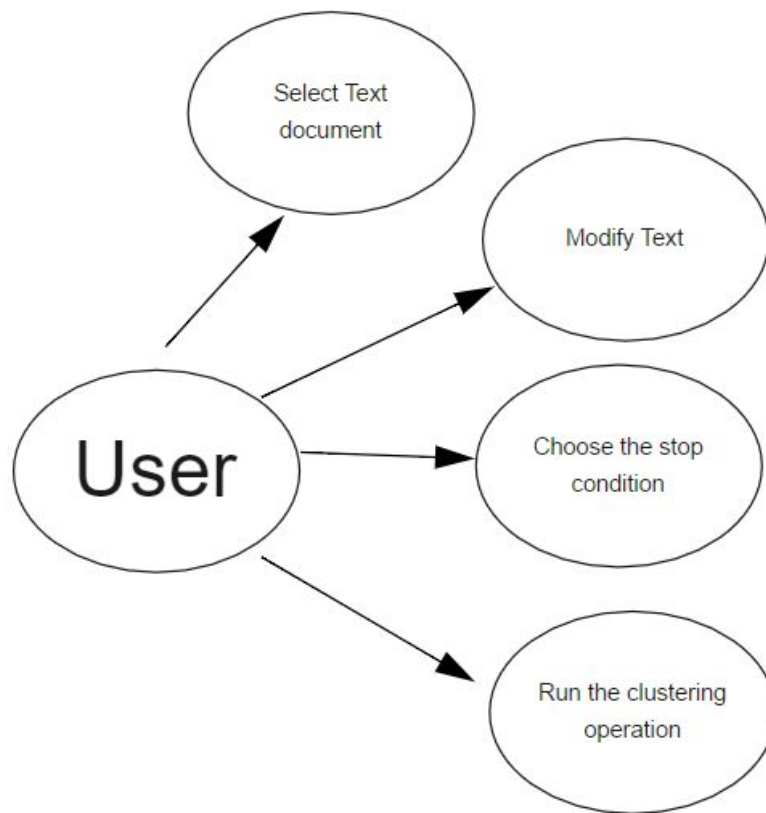 Select Text
document
Modify Text
User
Choose the stop
condition
Run the clustering
operation